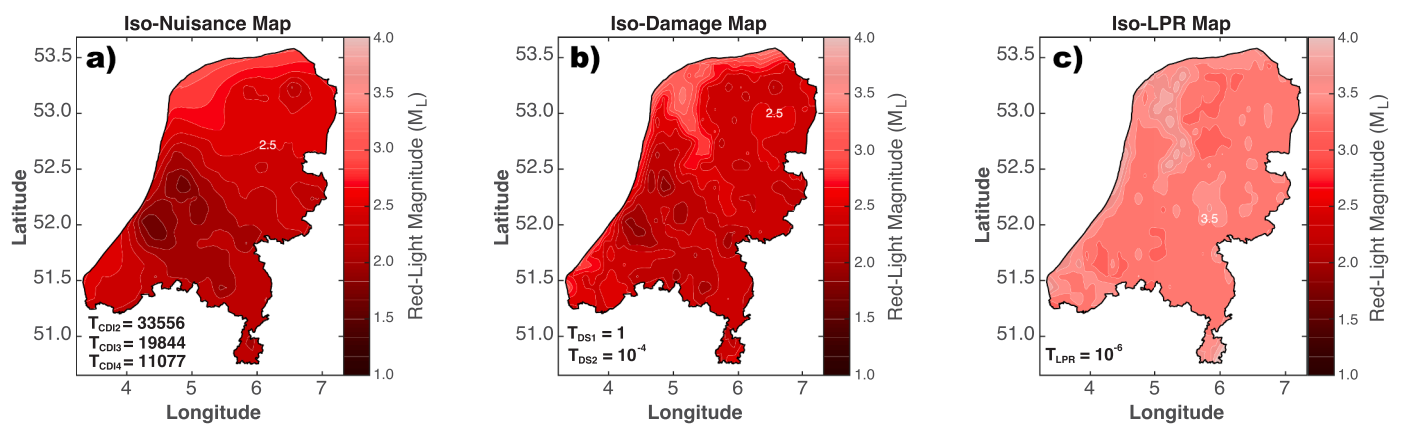 Iso-Nuisance Map
a)
53.5
53.0
52.5
52.0
51.5
51.0
Latitude
2.5
T_CDI2 = 33556
T_CDI3 = 19844
T_CDI4 = 11077
4 5 6 7
Longitude
4.0
3.5
3.0
2.5
2.0
1.5
1.0
Red-Light Magnitude (M_L)
Iso-Damage Map
b)
53.5
53.0
52.5
52.0
51.5
51.0
Latitude
2.5
T_DS1 = 1
T_DS2 = 10^-4
4 5 6 7
Longitude
4.0
3.5
3.0
2.5
2.0
1.5
1.0
Red-Light Magnitude (M_L)
Iso-LPR Map
c)
53.5
53.0
52.5
52.0
51.5
51.0
Latitude
3.5
T_LPR = 10^-6
4 5 6 7
Longitude
4.0
3.5
3.0
2.5
2.0
1.5
1.0
Red-Light Magnitude (M_L)